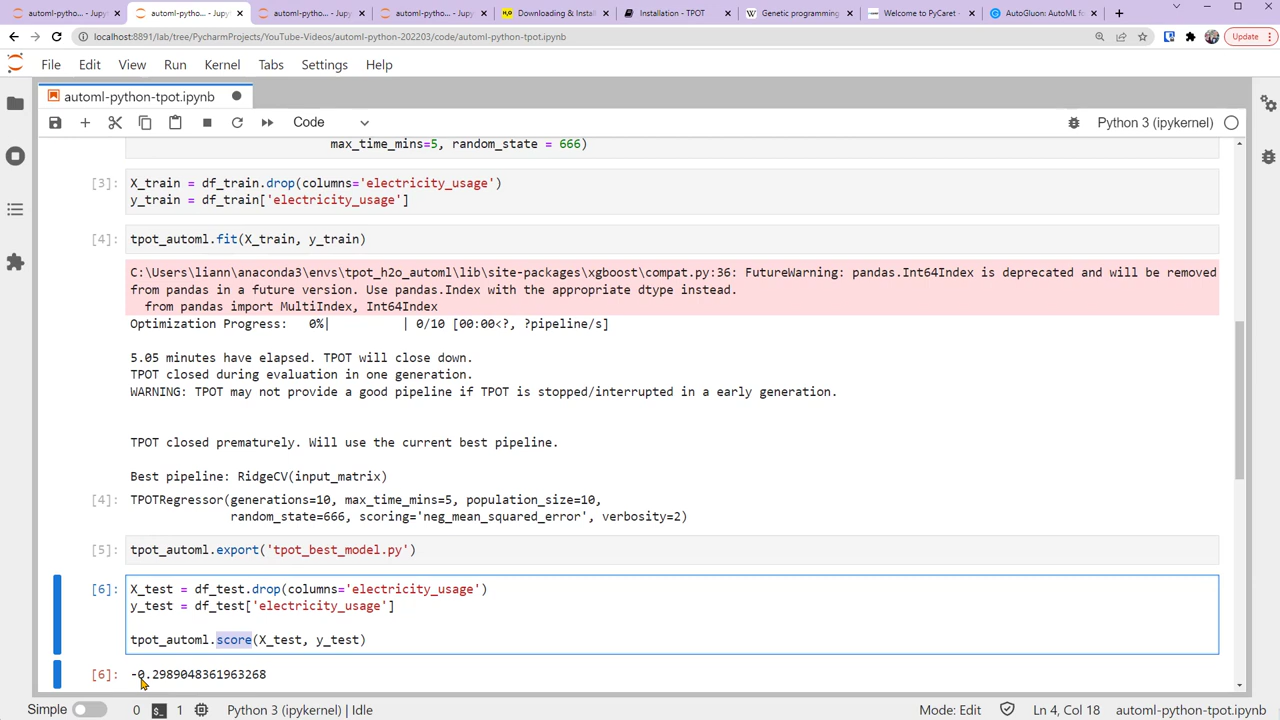 automl-python... - Jupy
automl-python... - Jupy
automl-python... - Jupy
automl-python... - Jupy
Downloading & Install
Installation - TPOT
Genetic programming
Welcome to PyCaret -
AutoGluon: AutoML for
localhost:8891/lab/tree/PycharmProjects/YouTube-Videos/automl-python-202203/code/automl-python-tpot.ipynb
Update
File Edit View Run Kernel Tabs Settings Help
automl-python-tpot.ipynb
Code
Python 3 (ipykernel)
max_time_mins=5, random_state = 666)
[3]: X_train = df_train.drop(columns='electricity_usage')
y_train = df_train['electricity_usage']
[4]: tpot_automl.fit(X_train, y_train)
C:\Users\liann\anaconda3\envs\tpot_h2o_automl\lib\site-packages\xgboost\compat.py:36: FutureWarning: pandas.Int64Index is deprecated and will be removed
from pandas in a future version. Use pandas.Index with the appropriate dtype instead.
from pandas import MultiIndex, Int64Index
Optimization Progress: 0%| | 0/10 [00:00<?, ?pipeline/s]
5.05 minutes have elapsed. TPOT will close down.
TPOT closed during evaluation in one generation.
WARNING: TPOT may not provide a good pipeline if TPOT is stopped/interrupted in a early generation.
TPOT closed prematurely. Will use the current best pipeline.
Best pipeline: RidgeCV(input_matrix)
[4]: TPOTRegressor(generations=10, max_time_mins=5, population_size=10,
random_state=666, scoring='neg_mean_squared_error', verbosity=2)
[5]: tpot_automl.export('tpot_best_model.py')
[6]: X_test = df_test.drop(columns='electricity_usage')
y_test = df_test['electricity_usage']
tpot_automl.score(X_test, y_test)
[6]: -0.2989048361963268
Simple 0 1 Python 3 (ipykernel) | Idle Mode: Edit Ln 4, Col 18 automl-python-tpot.ipynb